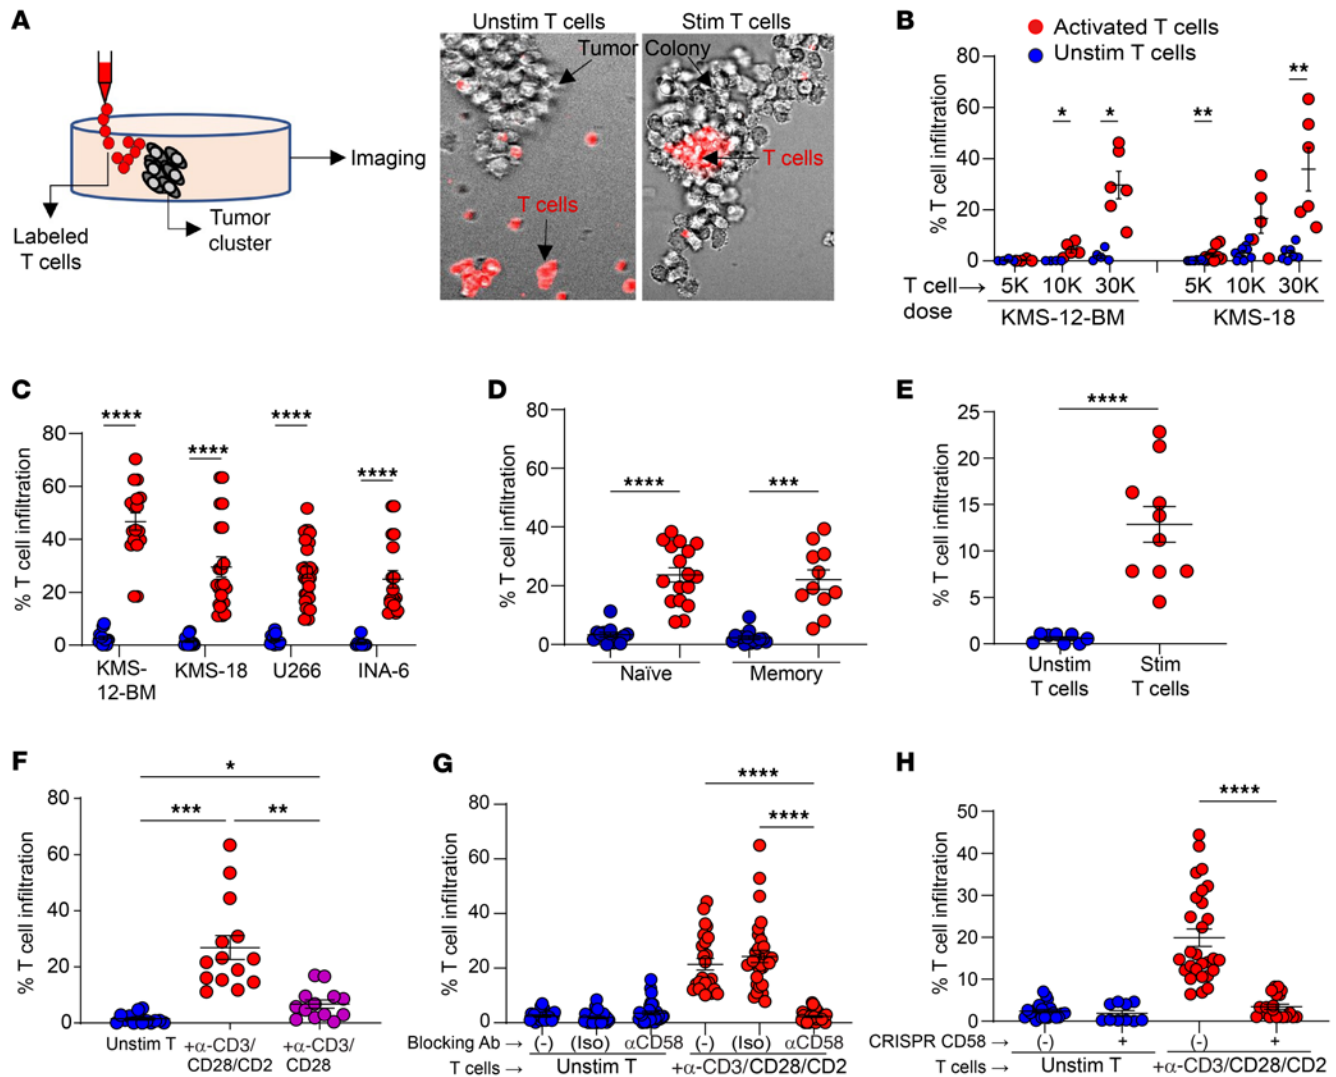 A
Unstim T cells
Stim T cells
Tumor Colony
T cells
T cells
Imaging
Labeled
T cells
Tumor
cluster
B
Activated T cells
Unstim T cells
% T cell infiltration
80
60
40
20
0
*
*
**
**
T cell→
dose
5K
10K
30K
5K
10K
30K
KMS-12-BM
KMS-18
C
% T cell infiltration
80
60
40
20
0
****
****
****
****
KMS-
12-BM
KMS-18
U266
INA-6
D
% T cell infiltration
80
60
40
20
0
****
***
Naïve
Memory
E
% T cell infiltration
25
20
15
10
5
0
****
Unstim
T cells
Stim
T cells
F
% T cell infiltration
80
60
40
20
0
*
***
**
Unstim T
+α-CD3/
CD28/CD2
+α-CD3/
CD28
G
% T cell infiltration
80
60
40
20
0
****
****
Blocking Ab →
(-)
(Iso)
αCD58
(-)
(Iso)
αCD58
T cells →
Unstim T
+α-CD3/CD28/CD2
H
% T cell infiltration
50
40
30
20
10
0
****
CRISPR CD58→
(-)
+
(-)
+
T cells →
Unstim T
+α-CD3/CD28/CD2